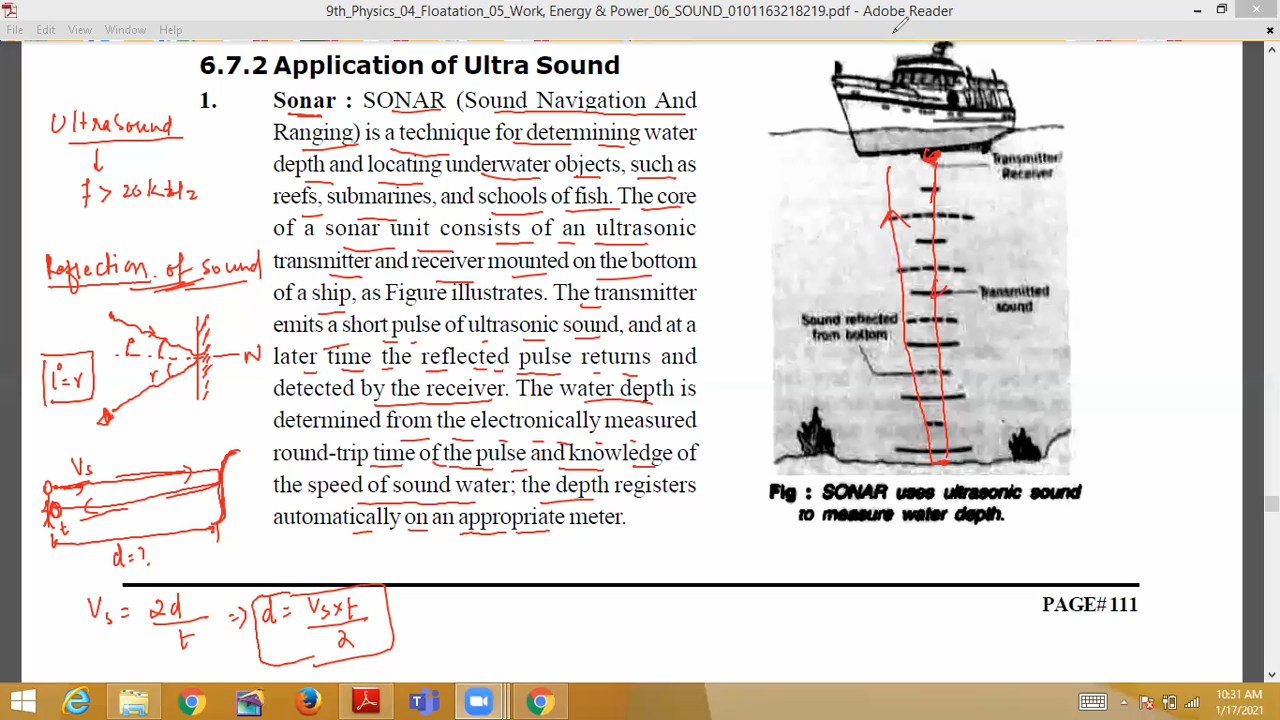 9th_Physics_04_Floatation_05_Work, Energy & Power_06_SOUND_0101163218219.pdf - Adobe Reader
File Edit View Window Help
6.7.2 Application of Ultra Sound
1. Sonar : SONAR (Sound Navigation And
Ranging) is a technique for determining water
depth and locating underwater objects, such as
reefs, submarines, and schools of fish. The core
of a sonar unit consists of an ultrasonic
transmitter and receiver mounted on the bottom
of a ship, as Figure illustrates. The transmitter
emits a short pulse of ultrasonic sound, and at a
later time the reflected pulse returns and
detected by the receiver. The water depth is
determined from the electronically measured
round-trip time of the pulse and knowledge of
the speed of sound water; the depth registers
automatically on an appropriate meter.
UltraSound
f > 20 kHz
Reflection of sound
i
r
N
i=r
Vs
t
d=?
Vs = 2d/t => d = Vs×t/2
Transmitter/
Receiver
Transmitted
sound
Sound reflected
from bottom
Fig : SONAR uses ultrasonic sound
to measure water depth.
PAGE# 111
10:31 AM
1/17/2021